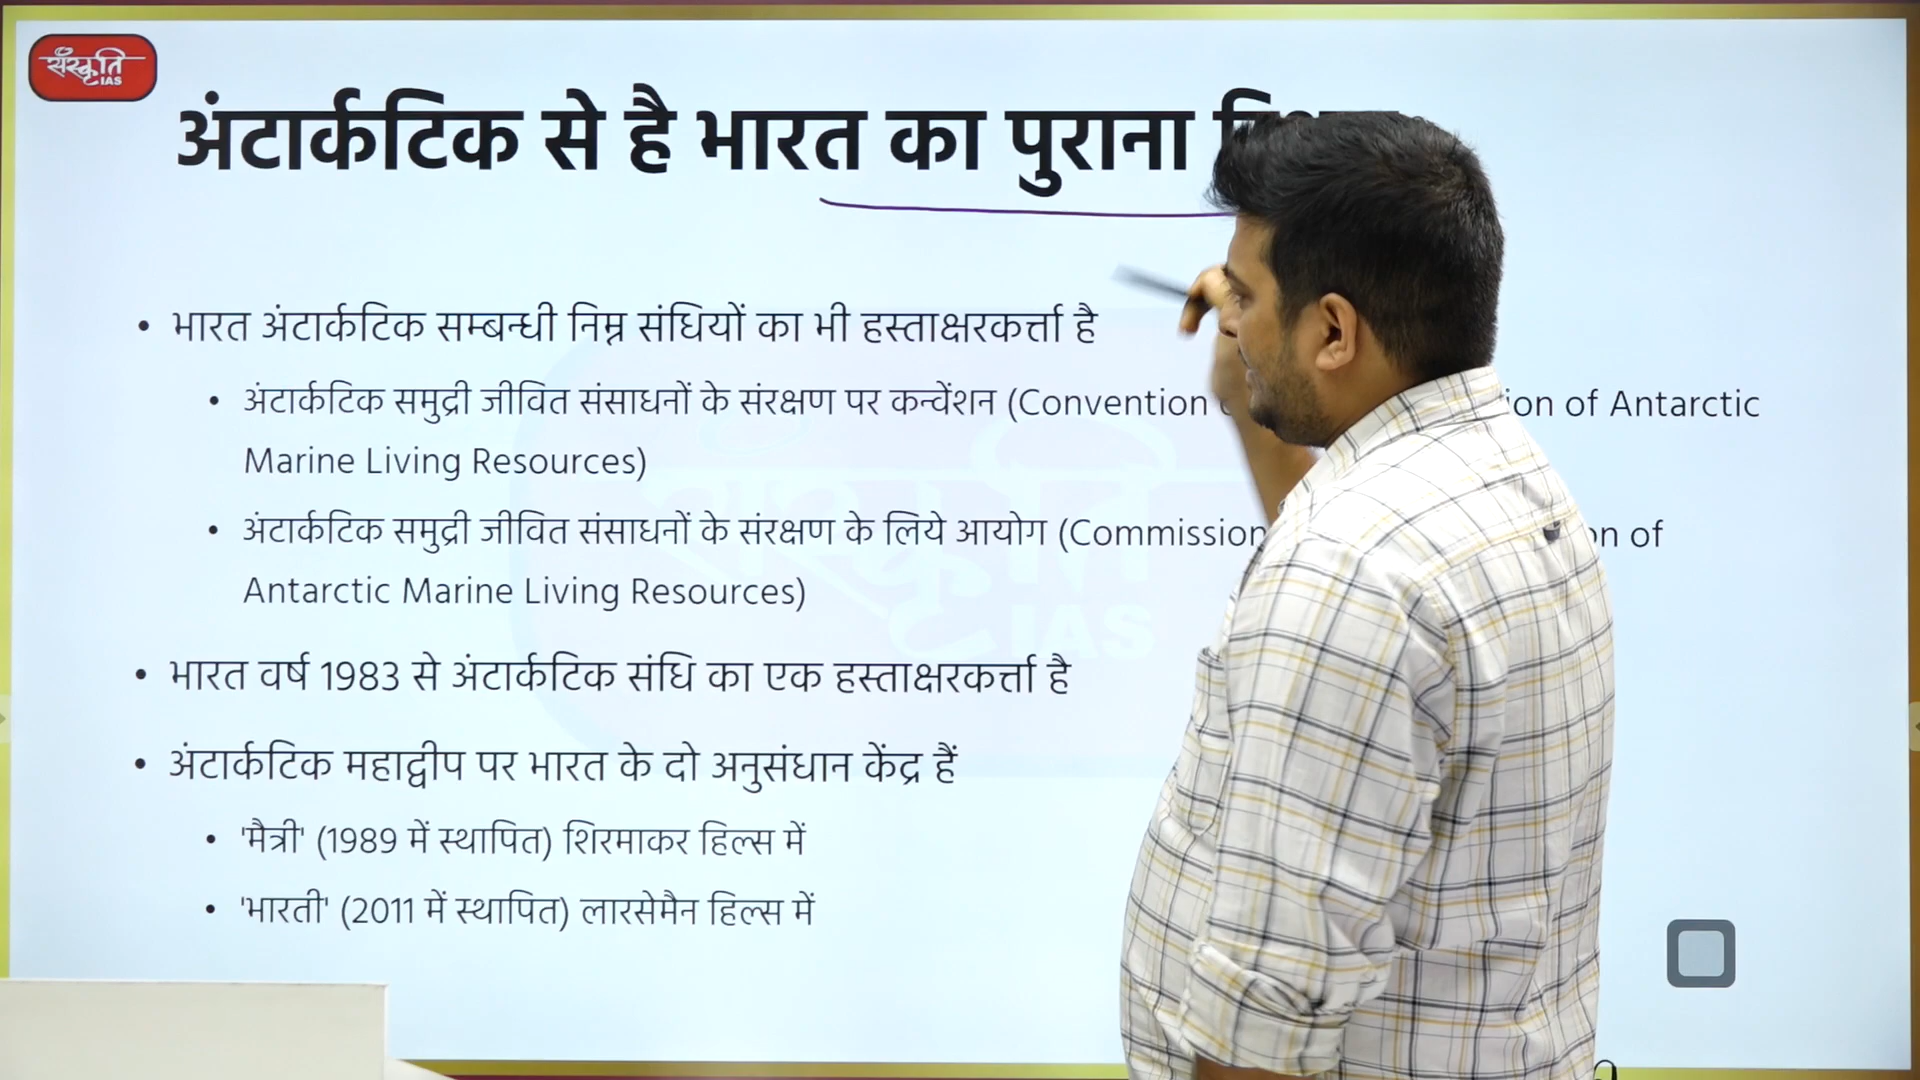 संस्कृति
IAS
अंटार्कटिक से है भारत का पुराना
• भारत अंटार्कटिक सम्बन्धी निम्न संधियों का भी हस्ताक्षरकर्त्ता है
• अंटार्कटिक समुद्री जीवित संसाधनों के संरक्षण पर कन्वेंशन (Convention of Antarctic
Marine Living Resources)
• अंटार्कटिक समुद्री जीवित संसाधनों के संरक्षण के लिये आयोग (Commission of
Antarctic Marine Living Resources)
• भारत वर्ष 1983 से अंटार्कटिक संधि का एक हस्ताक्षरकर्त्ता है
• अंटार्कटिक महाद्वीप पर भारत के दो अनुसंधान केंद्र हैं
• 'मैत्री' (1989 में स्थापित) शिरमाकर हिल्स में
• 'भारती' (2011 में स्थापित) लारसेमैन हिल्स में